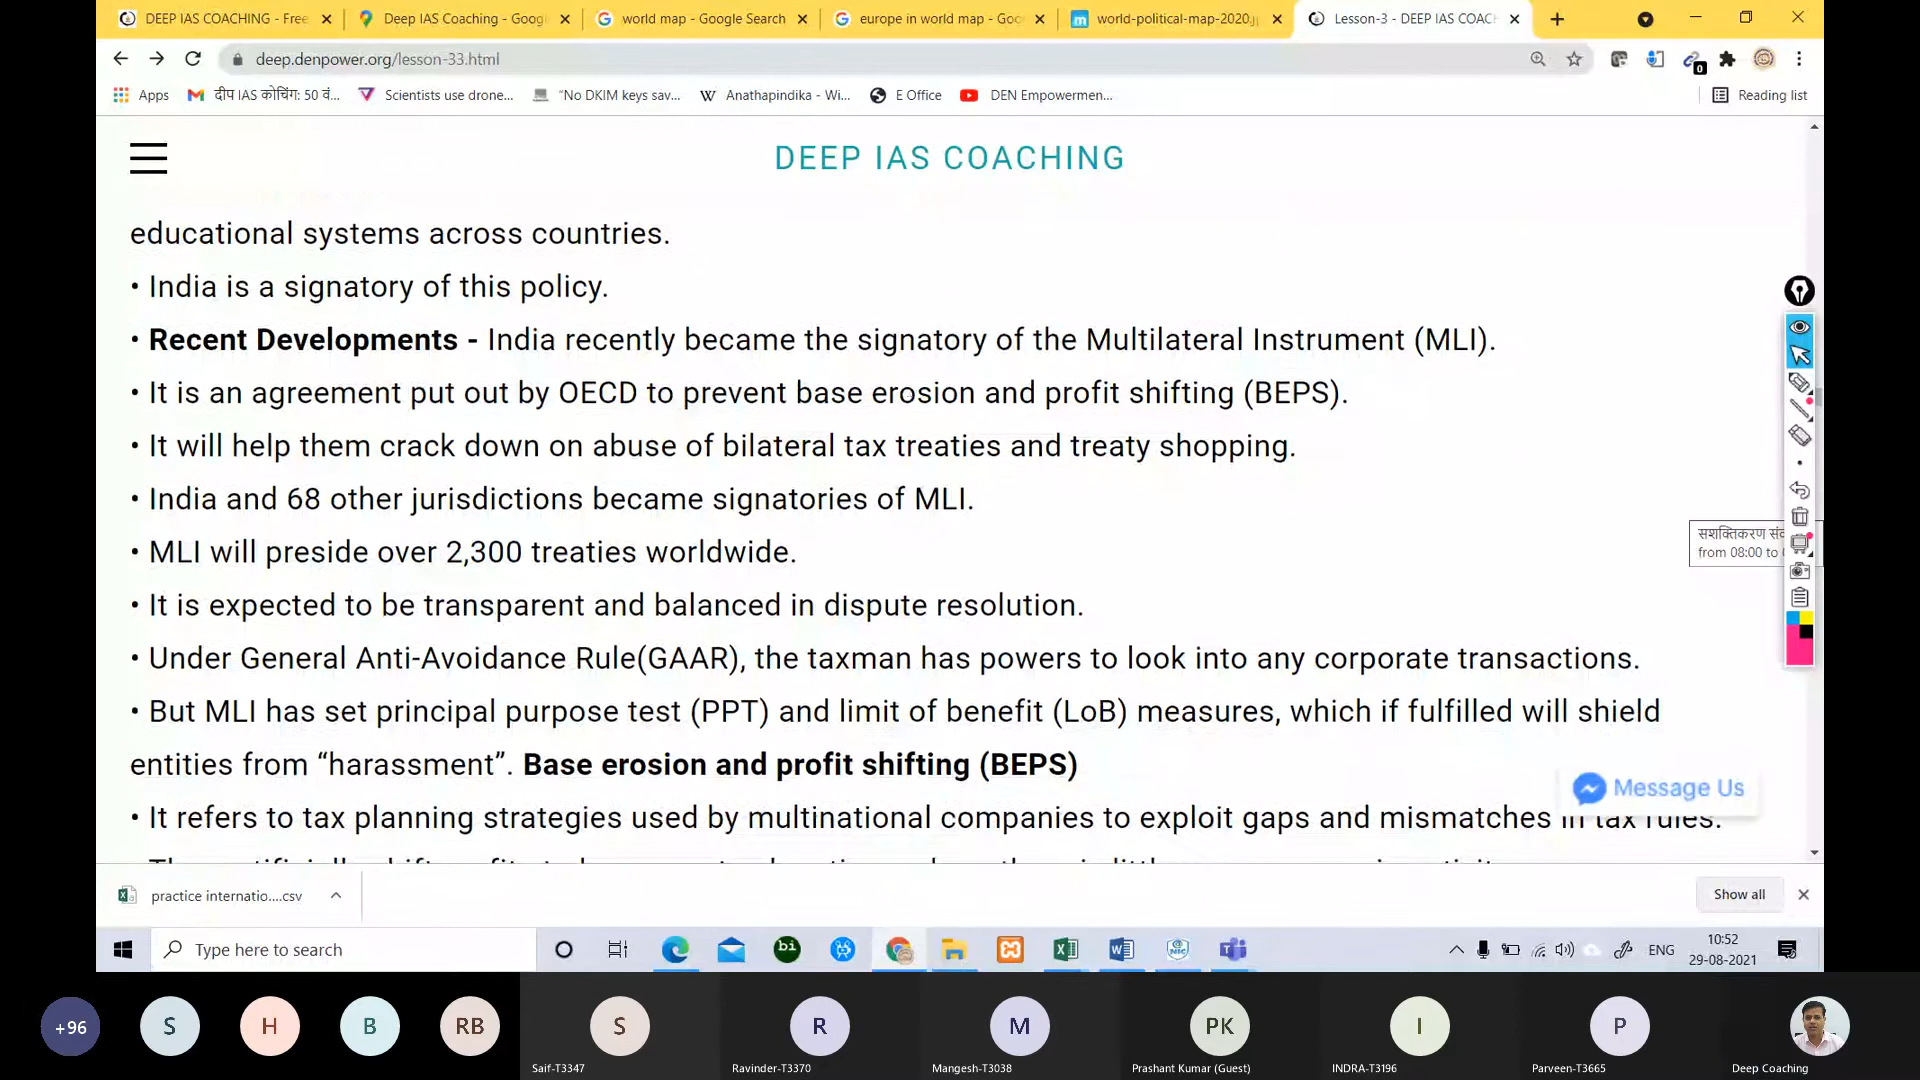 DEEP IAS COACHING - Free
Deep IAS Coaching - Googl
world map - Google Search
europe in world map - Goo
world-political-map-2020.j
Lesson-3 - DEEP IAS COACH
deep.denpower.org/lesson-33.html
0
Apps
दीप IAS कोचिंग: 50 वं...
Scientists use drone...
"No DKIM keys sav...
Anathapindika - Wi...
E Office
DEN Empowermen...
Reading list
DEEP IAS COACHING
educational systems across countries.
• India is a signatory of this policy.
• Recent Developments - India recently became the signatory of the Multilateral Instrument (MLI).
• It is an agreement put out by OECD to prevent base erosion and profit shifting (BEPS).
• It will help them crack down on abuse of bilateral tax treaties and treaty shopping.
• India and 68 other jurisdictions became signatories of MLI.
सशक्तिकरण
from 08:00 to
• MLI will preside over 2,300 treaties worldwide.
• It is expected to be transparent and balanced in dispute resolution.
• Under General Anti-Avoidance Rule(GAAR), the taxman has powers to look into any corporate transactions.
• But MLI has set principal purpose test (PPT) and limit of benefit (LoB) measures, which if fulfilled will shield
entities from “harassment”. Base erosion and profit shifting (BEPS)
Message Us
• It refers to tax planning strategies used by multinational companies to exploit gaps and mismatches in tax rules.
practice internatio....csv
Show all
Type here to search
bi
ENG
10:52
29-08-2021
+96
S
H
B
RB
S
R
M
PK
I
P
Saif-T3347
Ravinder-T3370
Mangesh-T3038
Prashant Kumar (Guest)
INDRA-T3196
Parveen-T3665
Deep Coaching